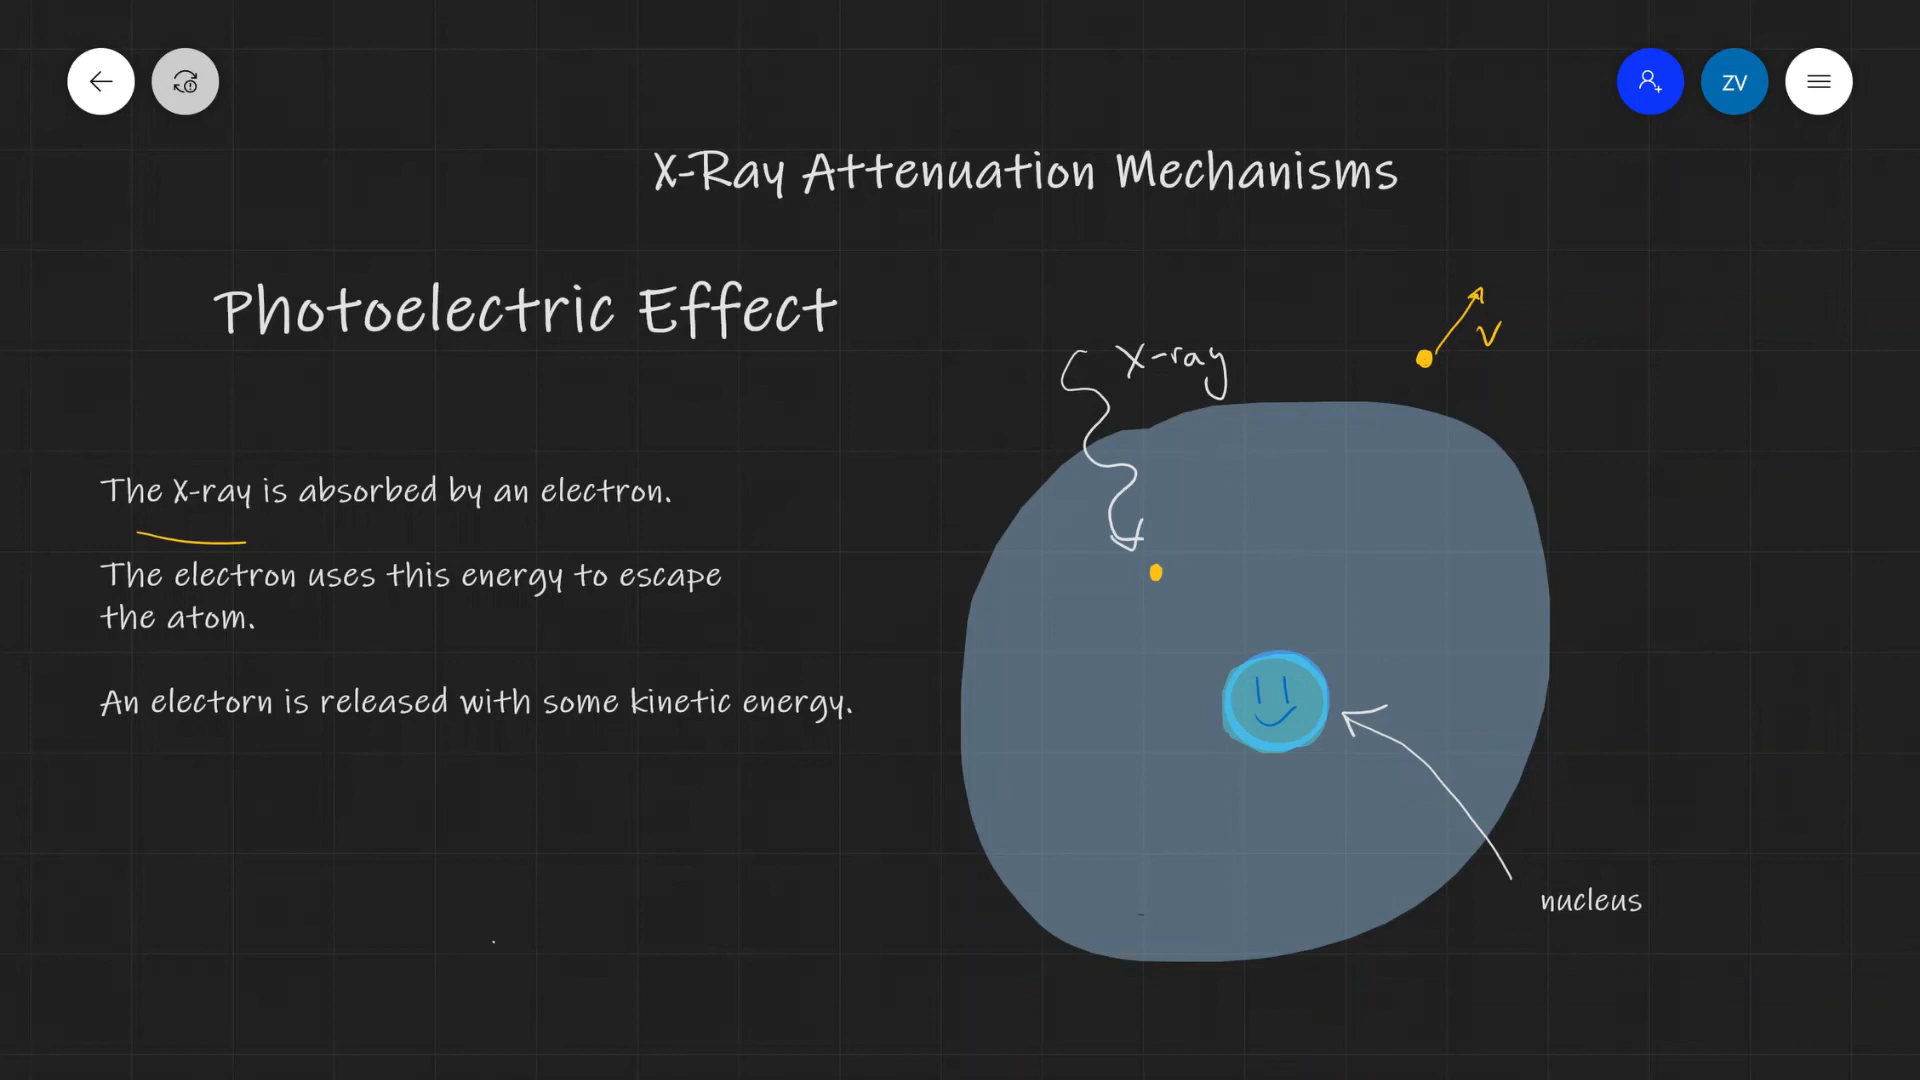 ZV
X-Ray Attenuation Mechanisms
Photoelectric Effect
V
X-ray
The X-ray is absorbed by an electron.
The electron uses this energy to escape
the atom.
An electorn is released with some kinetic energy.
nucleus